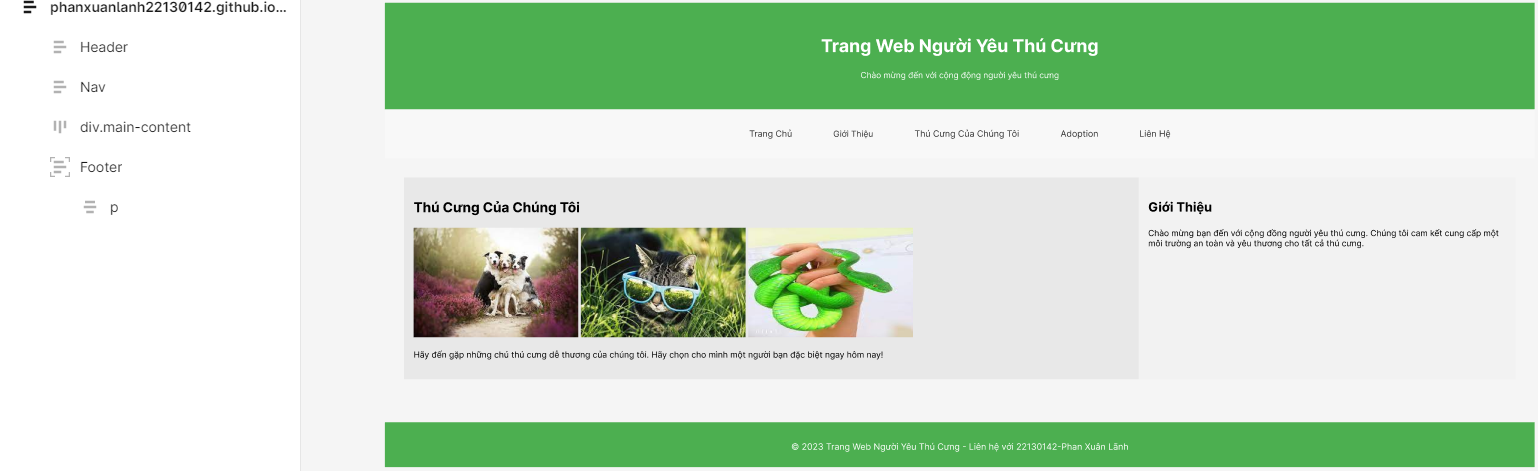 phanxuanlanh22130142.github.io...
Header
Nav
div.main-content
Footer
p
Trang Web Người Yêu Thú Cưng
Chào mừng đến với cộng động người yêu thú cưng
Trang Chủ Giới Thiệu Thú Cưng Của Chúng Tôi Adoption Liên Hệ
Thú Cưng Của Chúng Tôi
Hãy đến gặp những chú thú cưng dễ thương của chúng tôi. Hãy chọn cho mình một người bạn đặc biệt ngay hôm nay!
Giới Thiệu
Chào mừng bạn đến với cộng đồng người yêu thú cưng. Chúng tôi cam kết cung cấp một
môi trường an toàn và yêu thương cho tất cả thú cưng.
© 2023 Trang Web Người Yêu Thú Cưng - Liên hệ với 22130142-Phan Xuân Lãnh